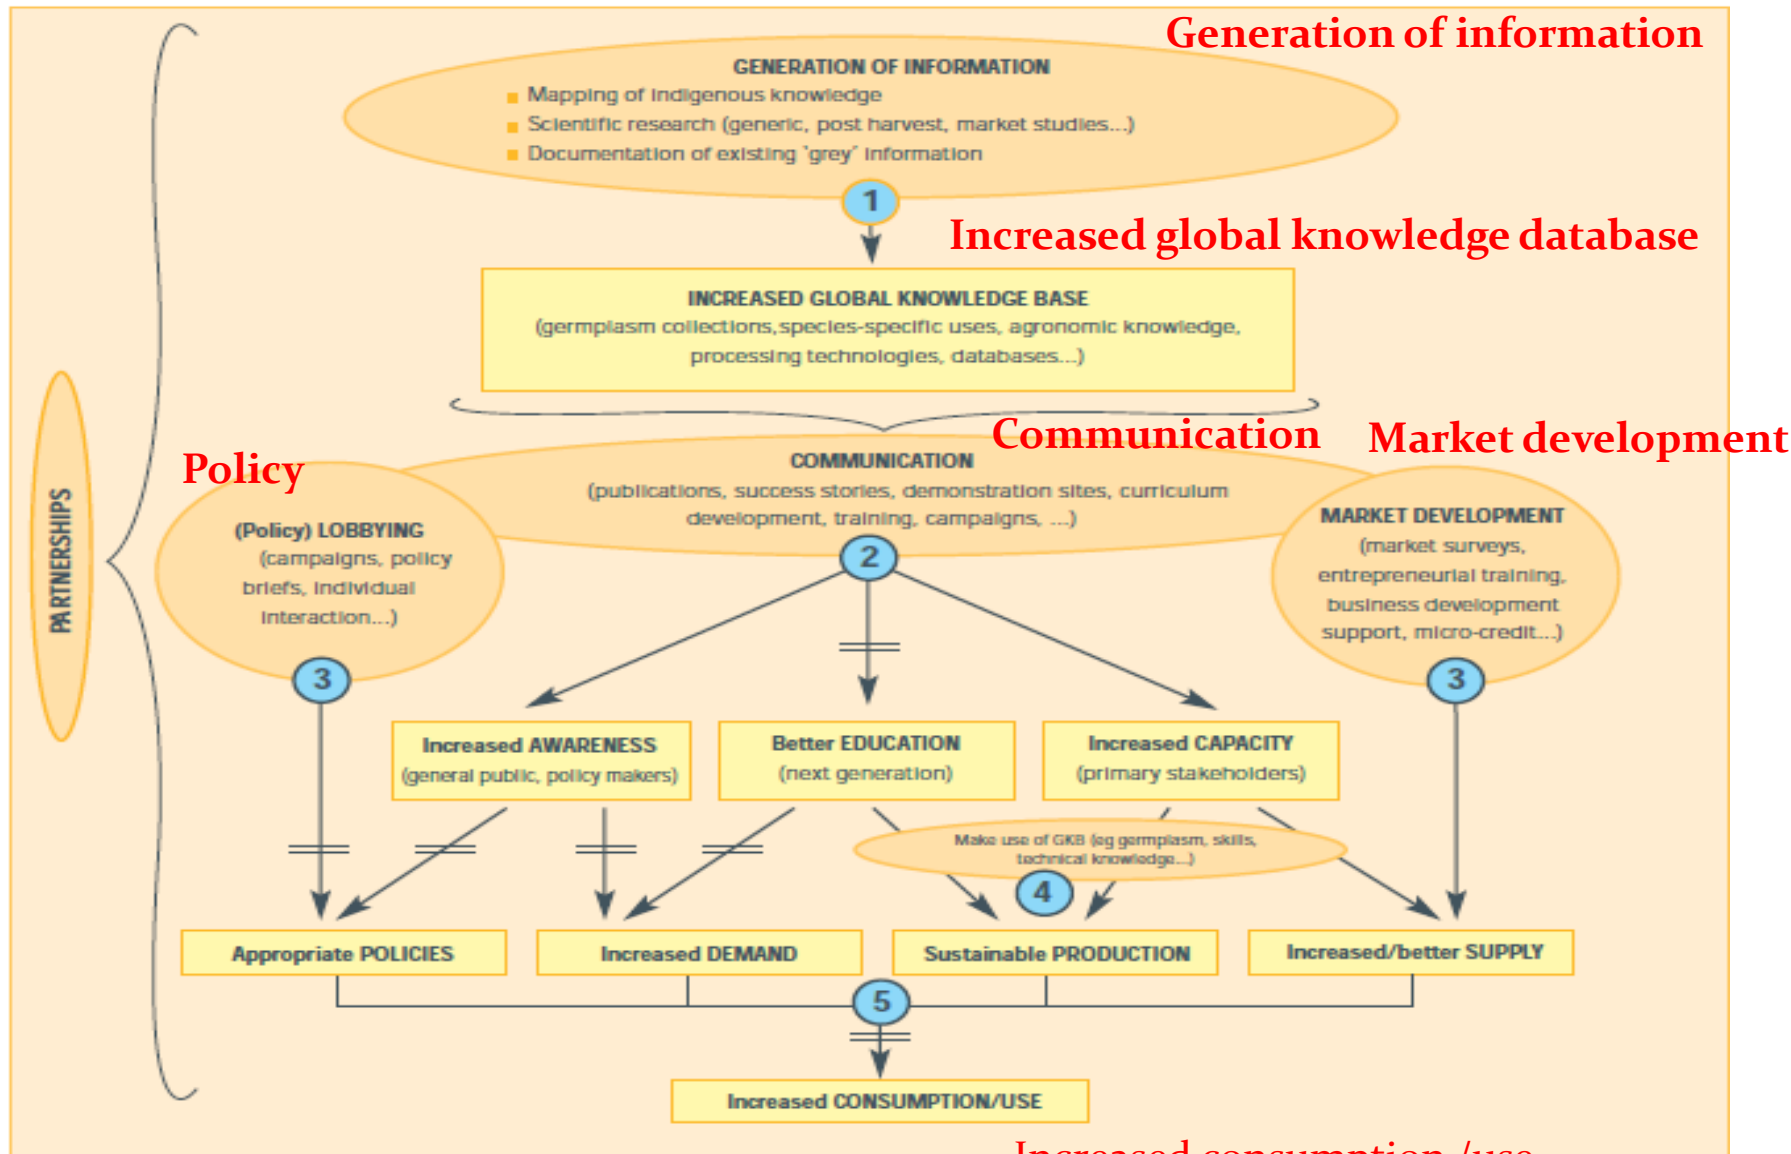 Generation of information
GENERATION OF INFORMATION
Mapping of indigenous knowledge
Scientific research (generic, post harvest, market studies...)
Documentation of existing 'grey' information
1
Increased global knowledge database
INCREASED GLOBAL KNOWLEDGE BASE
(germplasm collections, species-specific uses, agronomic knowledge,
processing technologies, databases...)
PARTNERSHIPS
Policy
(Policy) LOBBYING
(campaigns, policy
briefs, individual
interaction...)
3
Communication
COMMUNICATION
(publications, success stories, demonstration sites, curriculum
development, training, campaigns, ...)
2
Market development
MARKET DEVELOPMENT
(market surveys,
entrepreneurial training,
business development
support, micro-credit...)
3
Increased AWARENESS
(general public, policy makers)
Better EDUCATION
(next generation)
Increased CAPACITY
(primary stakeholders)
Make use of GKB (eg germplasm, skills,
technical knowledge...)
4
Appropriate POLICIES
Increased DEMAND
Sustainable PRODUCTION
Increased/better SUPPLY
5
Increased CONSUMPTION/USE
Increased consumption /use